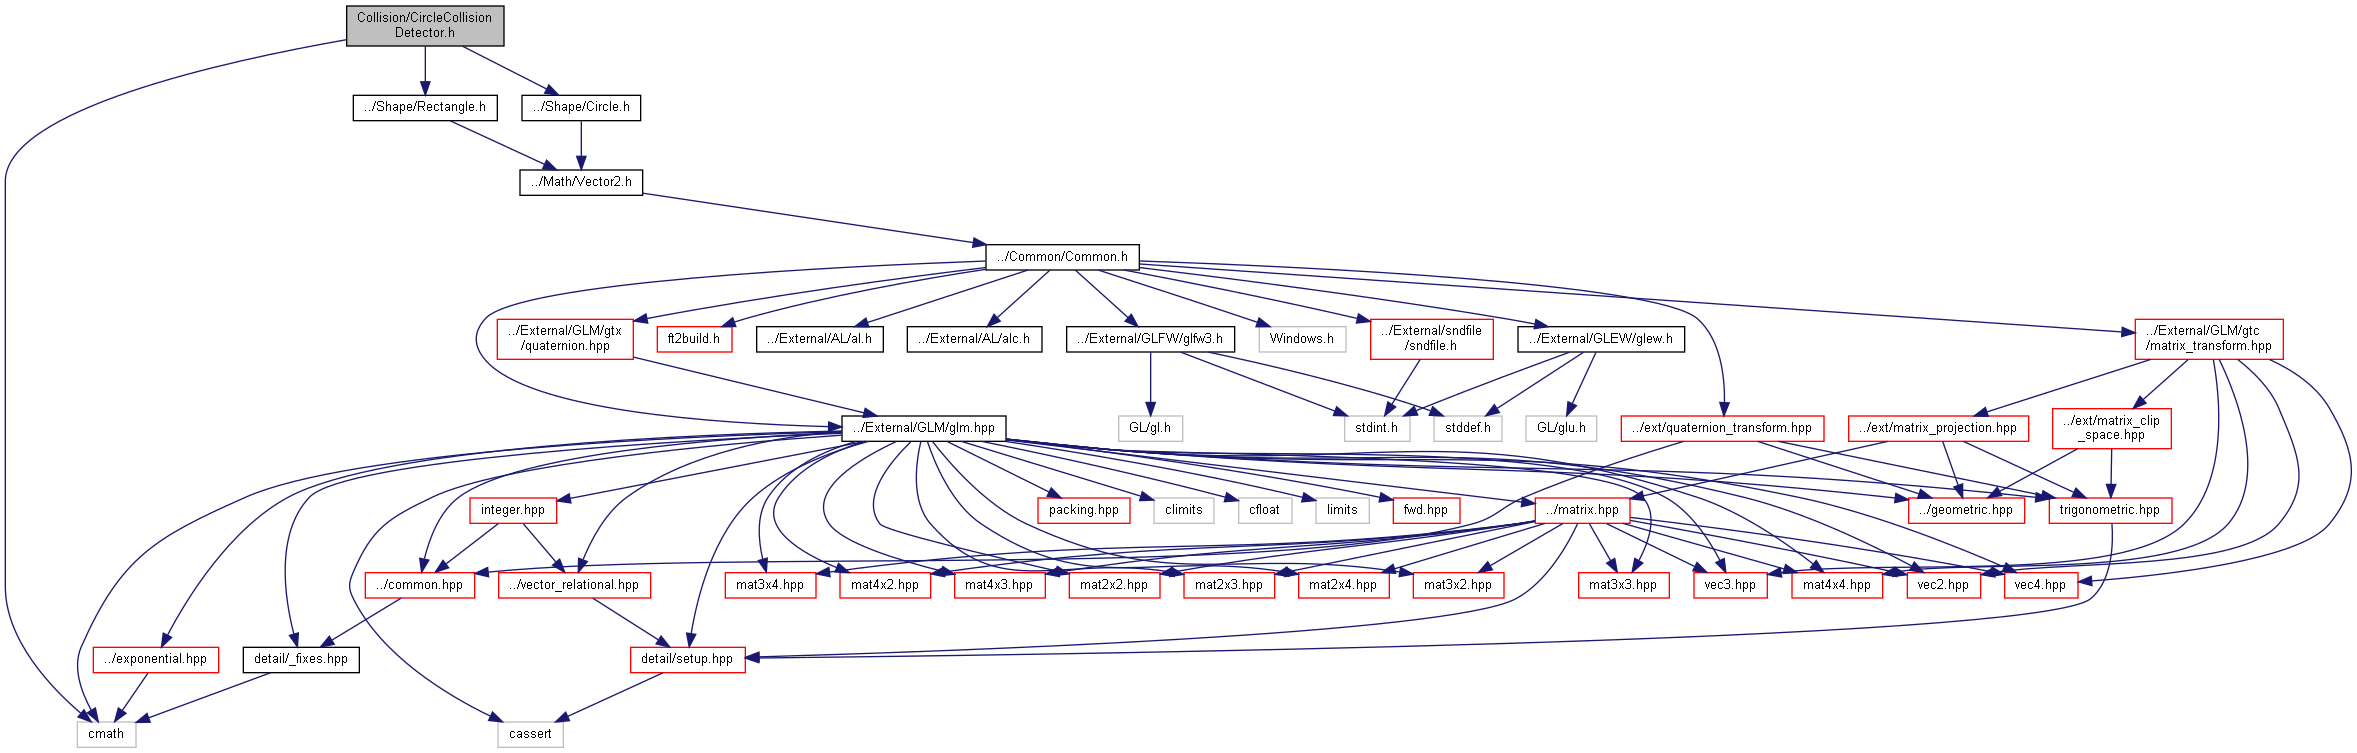 Collision/CircleCollision
Detector.h
../Shape/Rectangle.h
../Shape/Circle.h
../Math/Vector2.h
../Common/Common.h
../External/GLM/gtx
/quaternion.hpp
ft2build.h
../External/AL/al.h
../External/AL/alc.h
../External/GLFW/glfw3.h
Windows.h
../External/sndfile
/sndfile.h
../External/GLEW/glew.h
../External/GLM/gtc
/matrix_transform.hpp
../External/GLM/glm.hpp
GL/gl.h
stdint.h
stddef.h
GL/glu.h
../ext/quaternion_transform.hpp
../ext/matrix_projection.hpp
../ext/matrix_clip
_space.hpp
integer.hpp
packing.hpp
climits
cfloat
limits
fwd.hpp
../matrix.hpp
../geometric.hpp
trigonometric.hpp
../common.hpp
../vector_relational.hpp
mat3x4.hpp
mat4x2.hpp
mat4x3.hpp
mat2x2.hpp
mat2x3.hpp
mat2x4.hpp
mat3x2.hpp
mat3x3.hpp
vec3.hpp
mat4x4.hpp
vec2.hpp
vec4.hpp
../exponential.hpp
detail/_fixes.hpp
detail/setup.hpp
cmath
cassert